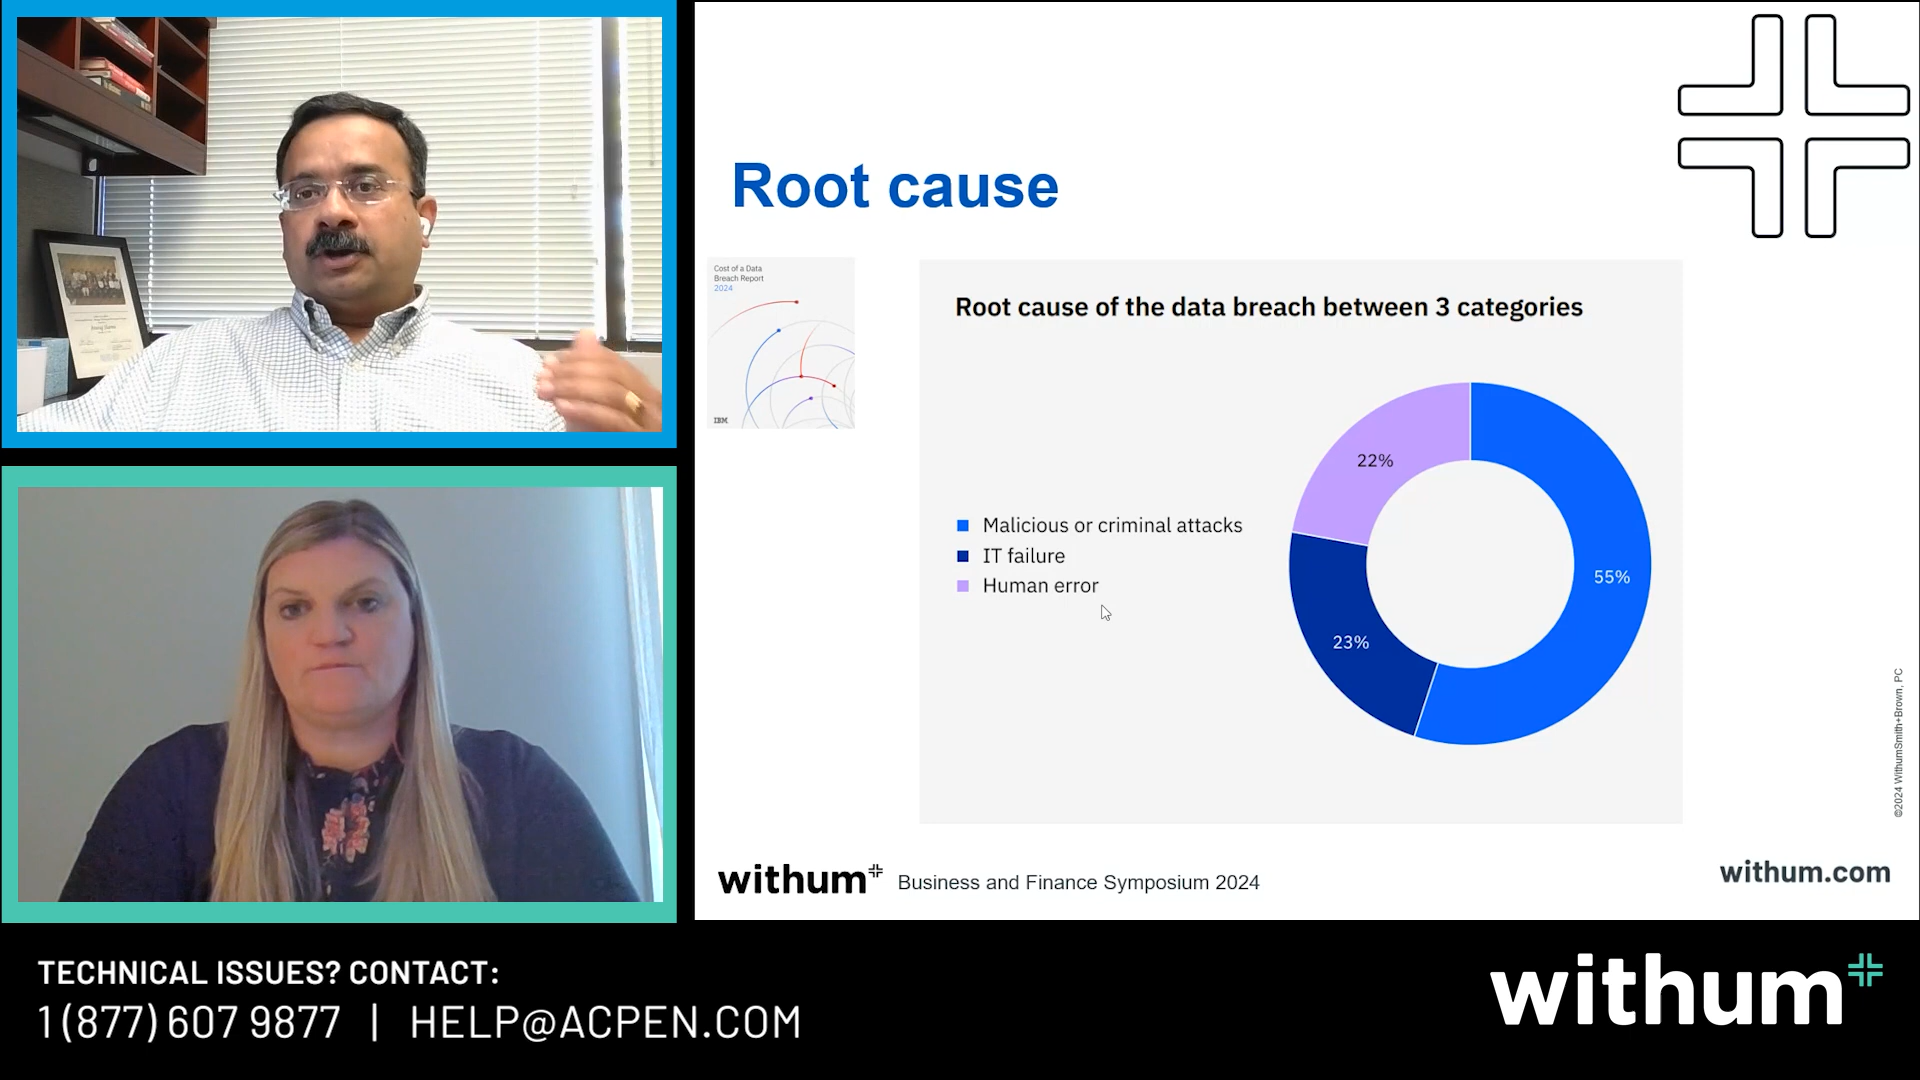 Root cause
Cost of a Data
Breach Report
2024
IBM
Root cause of the data breach between 3 categories
Malicious or criminal attacks
IT failure
Human error
22%
55%
23%
©2024 WithumSmith+Brown, PC
withum
Business and Finance Symposium 2024
withum.com
TECHNICAL ISSUES? CONTACT:
1 (877) 607 9877 | HELP@ACPEN.COM
withum